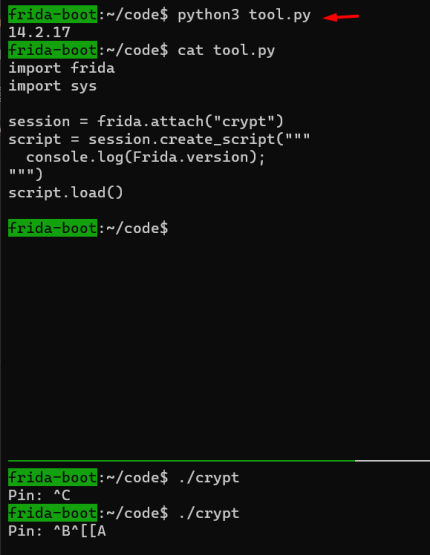 frida-boot:~/code$ python3 tool.py
14.2.17
frida-boot:~/code$ cat tool.py
import frida
import sys
session = frida.attach("crypt")
script = session.create_script("""
  console.log(Frida.version);
""")
script.load()
frida-boot:~/code$
frida-boot:~/code$ ./crypt
Pin: ^C
frida-boot:~/code$ ./crypt
Pin: ^B^[[A